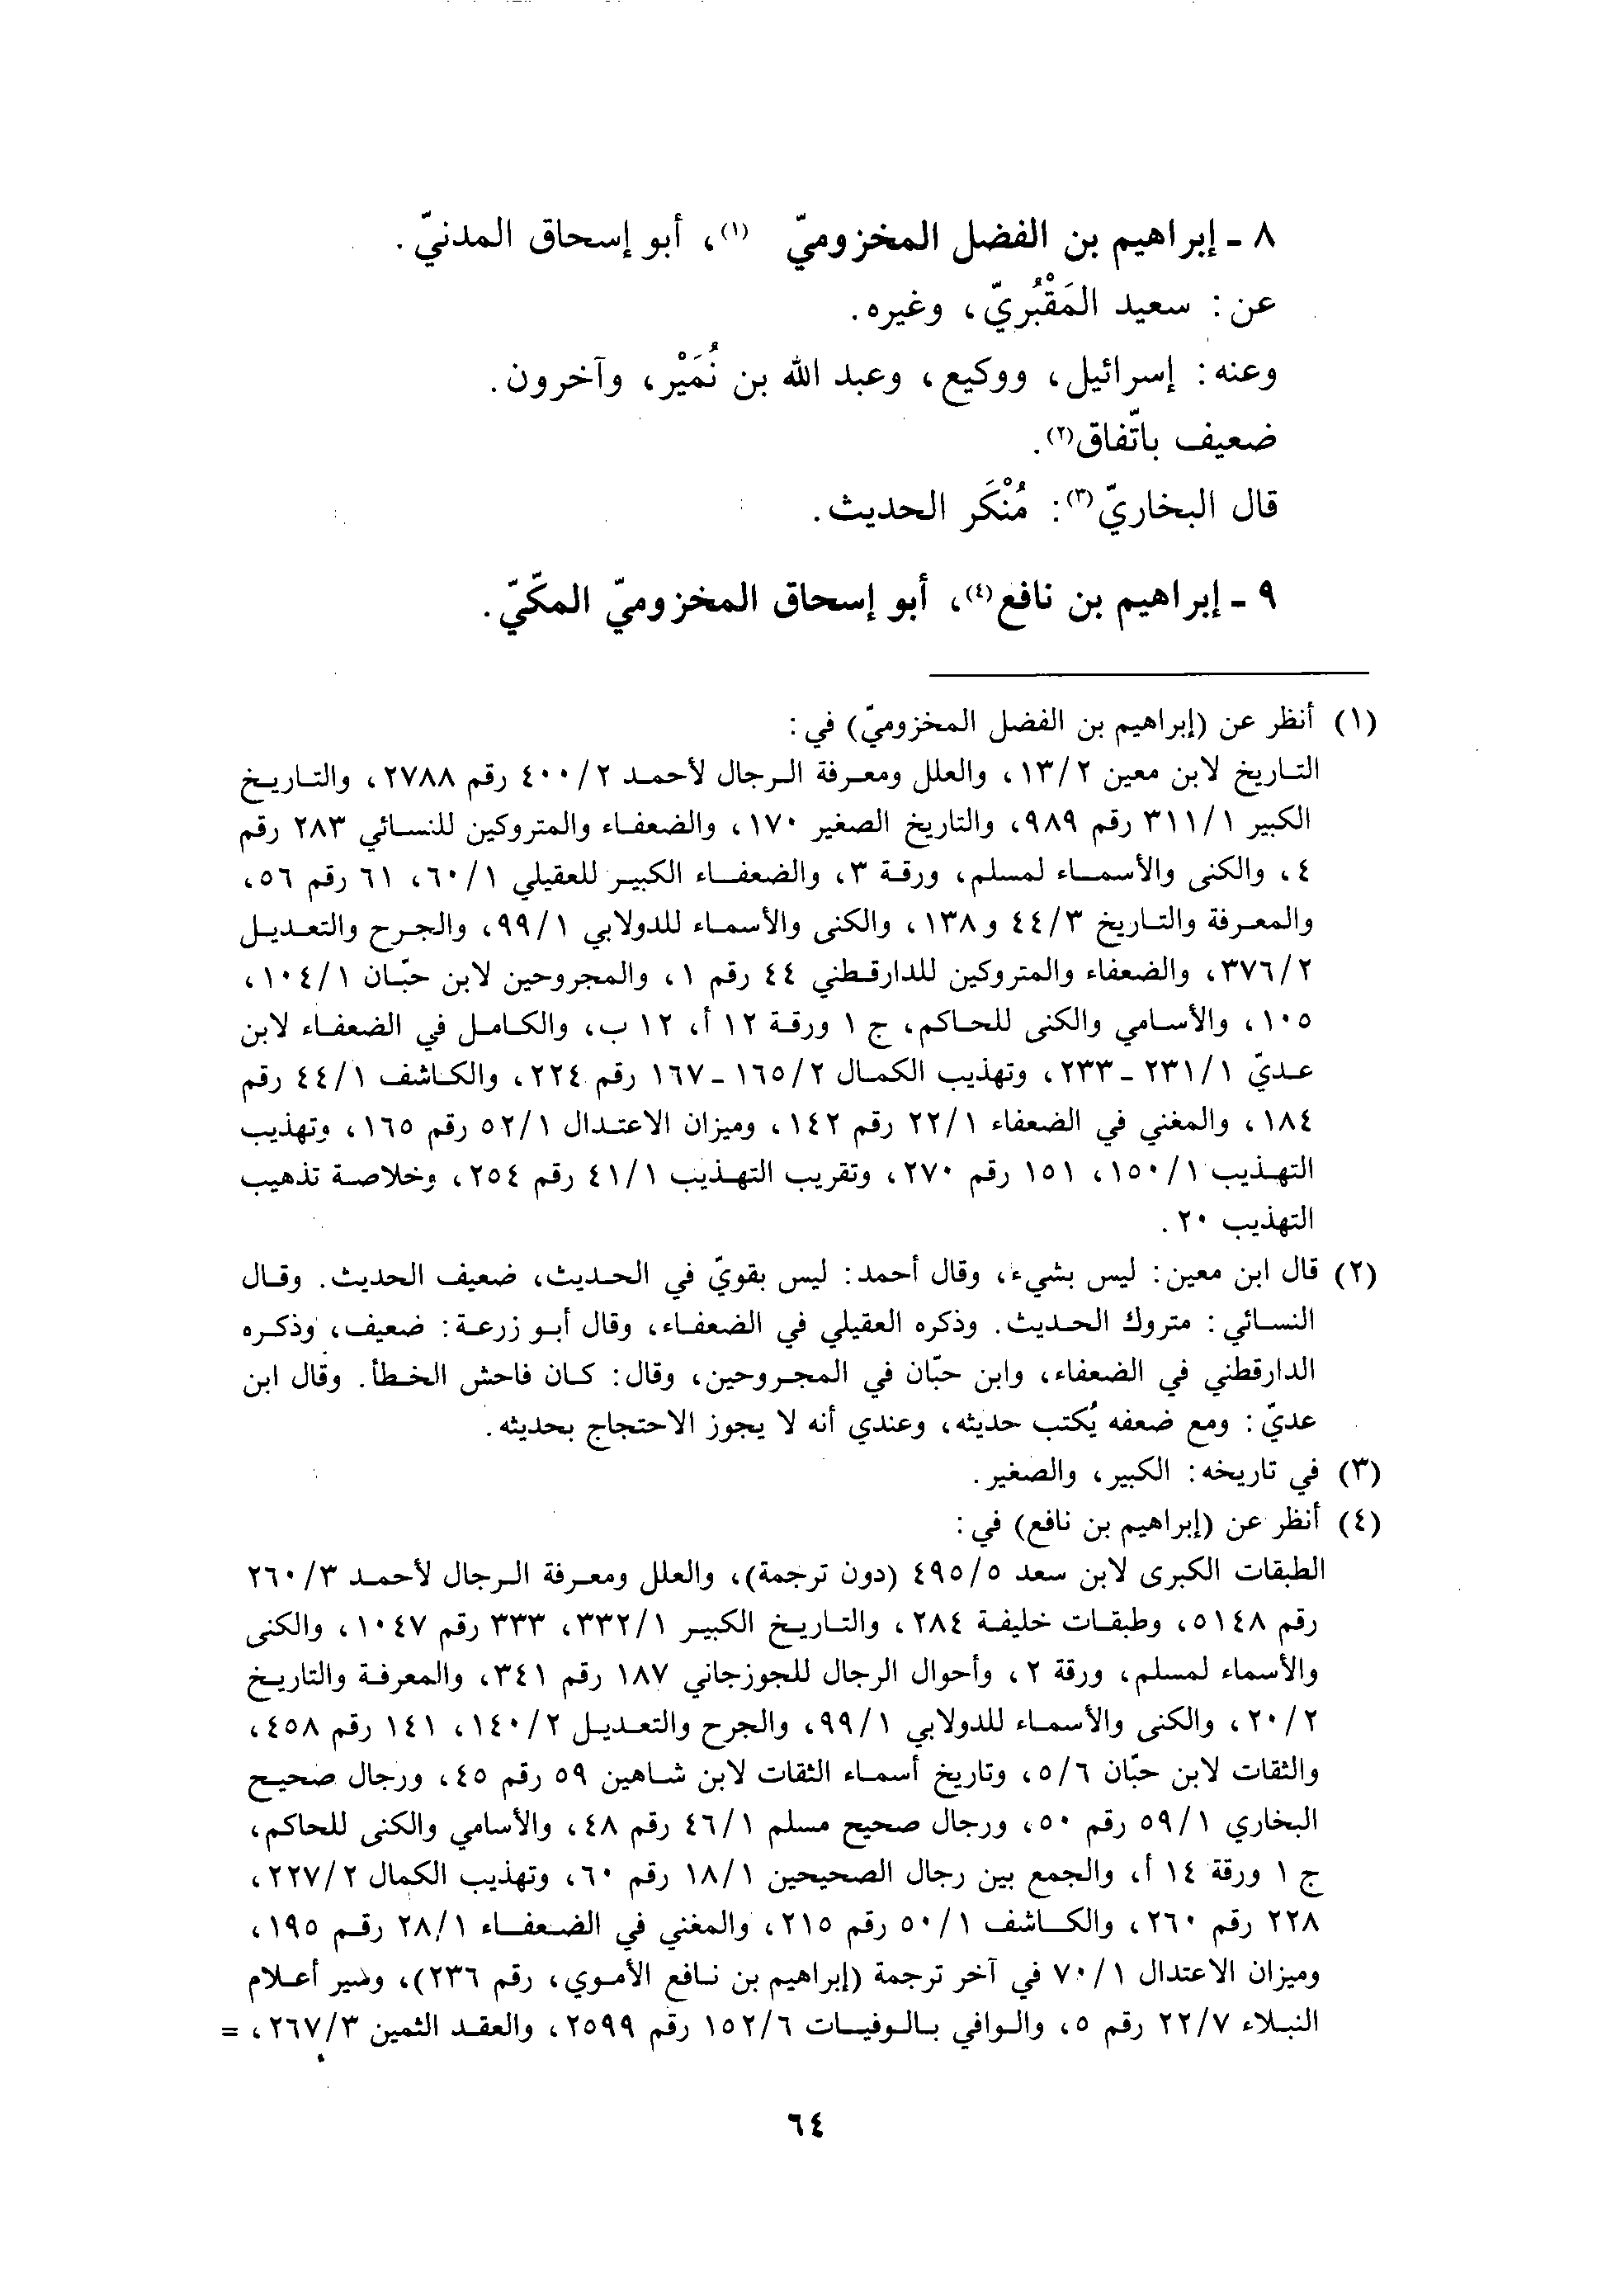 ٨ ـ إبراهيم بن الفضل المخزوميّ (١)، أبو إسحاق المدنيّ.
عن: سعيد المَقْبُريّ، وغيره.
وعنه: إسرائيل، ووكيع، وعبد الله بن نُمَيْر، وآخرون.
ضعيف باتّفاق(٢).
قال البخاريّ(٣): مُنْكَر الحديث.
٩ ـ إبراهيم بن نافع(٤)، أبو إسحاق المخزوميّ المكّيّ.
(١) أنظر عن (إبراهيم بن الفضل المخزوميّ) في:
التاريخ لابن معين ١٣/٢، والعلل ومعرفة الرجال لأحمد ٤٠٠/٢ رقم ٢٧٨٨، والتاريخ
الكبير ٣١١/١ رقم ٩٨٩، والتاريخ الصغير ١٧٠، والضعفاء والمتروكين للنسائي ٢٨٣ رقم
٤، والكنى والأسماء لمسلم، ورقة ٣، والضعفاء الكبير للعقيلي ٦٠/١، ٦١ رقم ٥٦،
والمعرفة والتاريخ ٤٤/٣ و١٣٨، والكنى والأسماء للدولابي ٩٩/١، والجرح والتعديل
٣٧٦/٢، والضعفاء والمتروكين للدارقطني ٤٤ رقم ١، والمجروحين لابن حبّان ١٠٤/١،
١٠٥، والأسامي والكنى للحاكم، ج ١ ورقة ١٢ أ، ١٢ ب، والكامل في الضعفاء لابن
عديّ ٢٣١/١ ـ ٢٣٣، وتهذيب الكمال ١٦٥/٢ ـ ١٦٧ رقم ٢٢٤، والكاشف ٤٤/١ رقم
١٨٤، والمغني في الضعفاء ٢٢/١ رقم ١٤٢، وميزان الاعتدال ٥٢/١ رقم ١٦٥، وتهذيب
التهذيب ١٥٠/١، ١٥١ رقم ٢٧٠، وتقريب التهذيب ٤١/١ رقم ٢٥٤، وخلاصة تذهيب
التهذيب ٢٠.
(٢) قال ابن معين: ليس بشيء، وقال أحمد: ليس بقويّ في الحديث، ضعيف الحديث. وقال
النسائي: متروك الحديث. وذكره العقيلي في الضعفاء، وقال أبو زرعة: ضعيف، وذكره
الدارقطني في الضعفاء، وابن حبّان في المجروحين، وقال: كان فاحش الخطأ. وقال ابن
عديّ: ومع ضعفه يُكتب حديثه، وعندي أنه لا يجوز الاحتجاج بحديثه.
(٣) في تاريخه: الكبير، والصغير.
(٤) أنظر عن (إبراهيم بن نافع) في:
الطبقات الكبرى لابن سعد ٤٩٥/٥ (دون ترجمة)، والعلل ومعرفة الرجال لأحمد ٢٦٠/٣
رقم ٥١٤٨، وطبقات خليفة ٢٨٤، والتاريخ الكبير ٣٣٢/١، ٣٣٣ رقم ١٠٤٧، والكنى
والأسماء لمسلم، ورقة ٢، وأحوال الرجال للجوزجاني ١٨٧ رقم ٣٤١، والمعرفة والتاريخ
٢٠/٢، والكنى والأسماء للدولابي ٩٩/١، والجرح والتعديل ١٤٠/٢، ١٤١ رقم ٤٥٨،
والثقات لابن حبّان ٥/٦، وتاريخ أسماء الثقات لابن شاهين ٥٩ رقم ٤٥، ورجال صحيح
البخاري ٥٩/١ رقم ٥٠، ورجال صحيح مسلم ٤٦/١ رقم ٤٨، والأسامي والكنى للحاكم،
ج ١ ورقة ١٤ أ، والجمع بين رجال الصحيحين ١٨/١ رقم ٦٠، وتهذيب الكمال ٢٢٧/٢،
٢٢٨ رقم ٢٦٠، والكاشف ٥٠/١ رقم ٢١٥، والمغني في الضعفاء ٢٨/١ رقم ١٩٥،
وميزان الاعتدال ٧٠/١ في آخر ترجمة (إبراهيم بن نافع الأموي، رقم ٢٣٦)، وسير أعلام
النبلاء ٢٢/٧ رقم ٥، والوافي بالوفيات ١٥٢/٦ رقم ٢٥٩٩، والعقد الثمين ٢٦٧/٣، =
٦٤